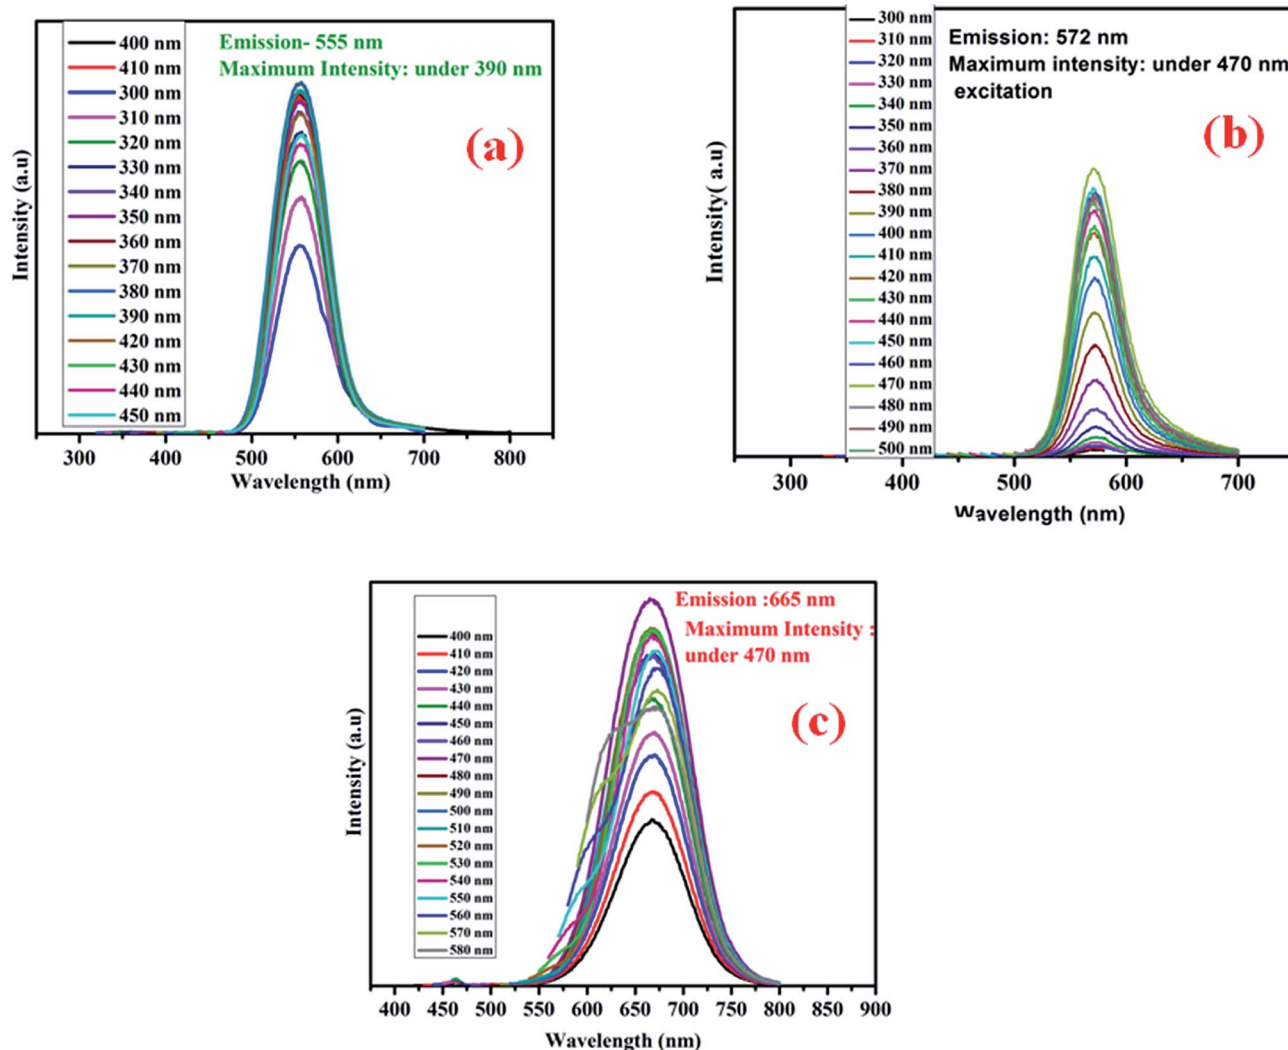 400 nm
410 nm
300 nm
310 nm
320 nm
330 nm
340 nm
350 nm
360 nm
370 nm
380 nm
390 nm
420 nm
430 nm
440 nm
450 nm
Emission- 555 nm
Maximum Intensity: under 390 nm
(a)
Intensity (a.u)
300 400 500 600 700 800
Wavelength (nm)
300 nm
310 nm
320 nm
330 nm
340 nm
350 nm
360 nm
370 nm
380 nm
390 nm
400 nm
410 nm
420 nm
430 nm
440 nm
450 nm
460 nm
470 nm
480 nm
490 nm
500 nm
Emission: 572 nm
Maximum intensity: under 470 nm
excitation
(b)
Intensity( a.u)
300 400 500 600 700
Wavelength (nm)
400 nm
410 nm
420 nm
430 nm
440 nm
450 nm
460 nm
470 nm
480 nm
490 nm
500 nm
510 nm
520 nm
530 nm
540 nm
550 nm
560 nm
570 nm
580 nm
Emission :665 nm
Maximum Intensity :
under 470 nm
(c)
Intensity (a.u)
400 450 500 550 600 650 700 750 800 850 900
Wavelength (nm)